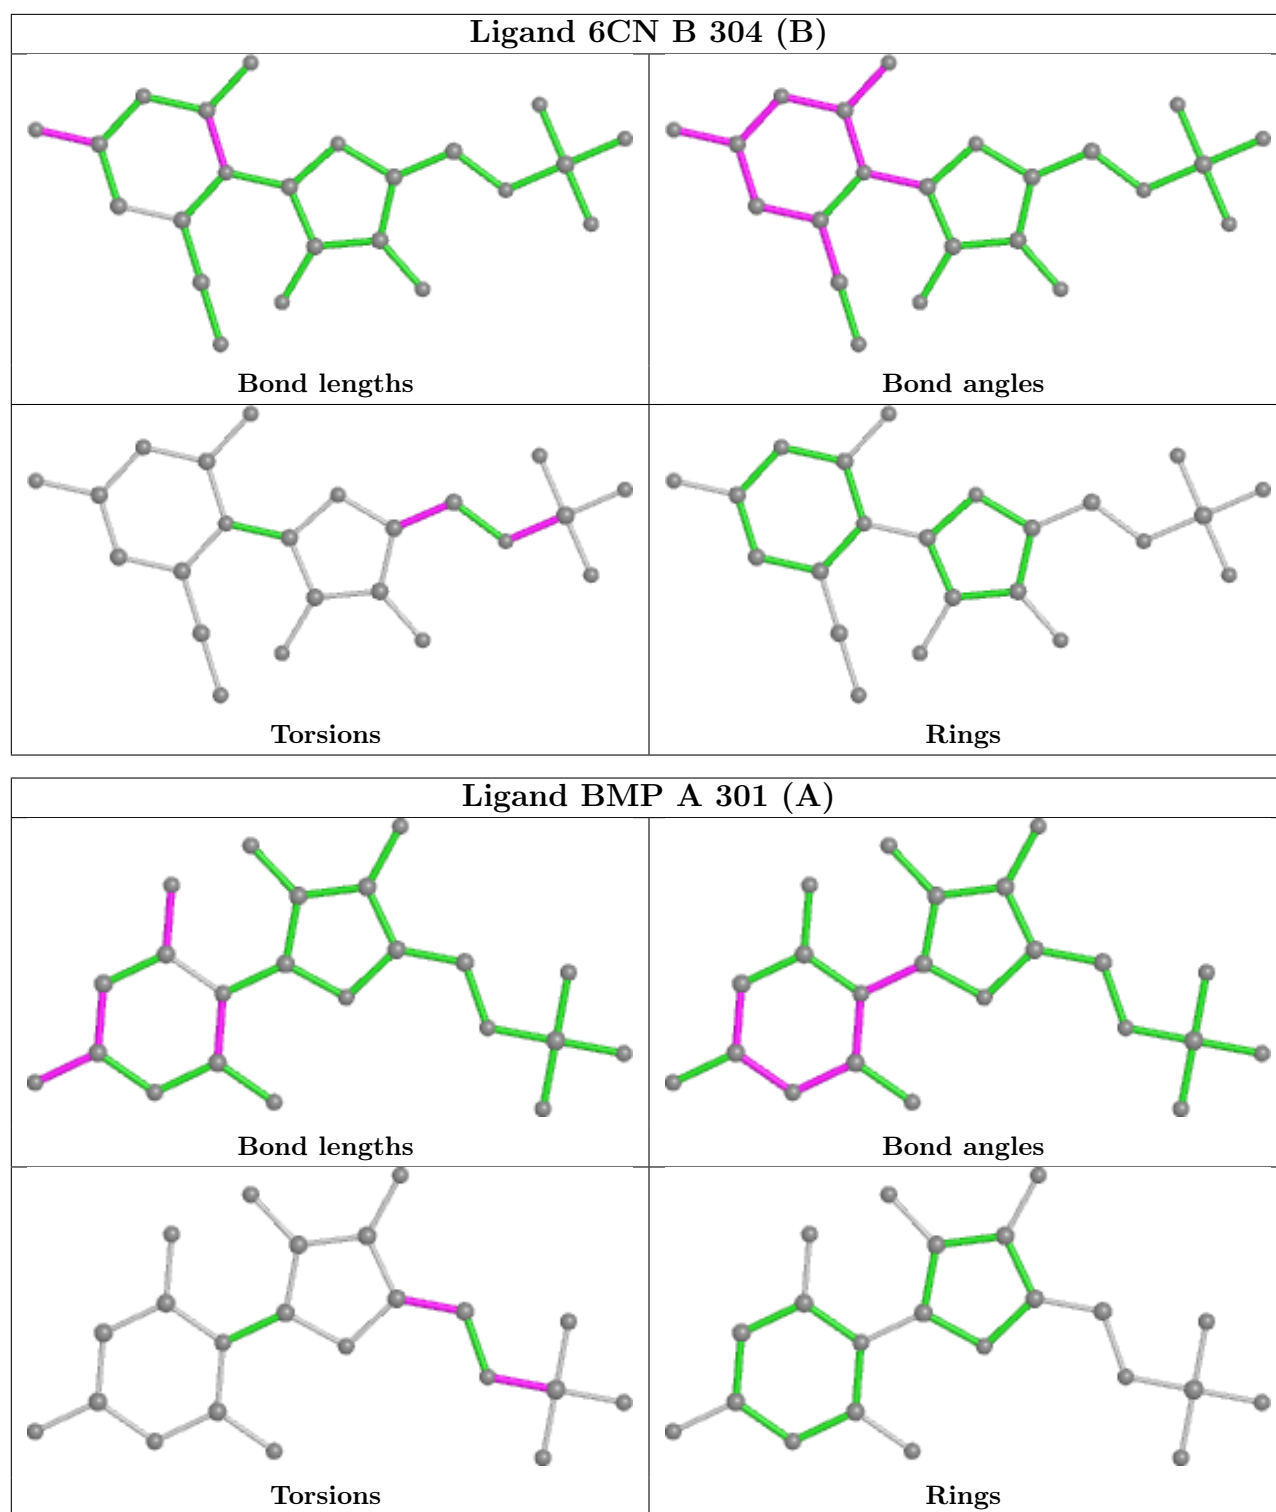 Ligand 6CN B 304 (B)
Bond lengths
Bond angles
Torsions
Rings
Ligand BMP A 301 (A)
Bond lengths
Bond angles
Torsions
Rings